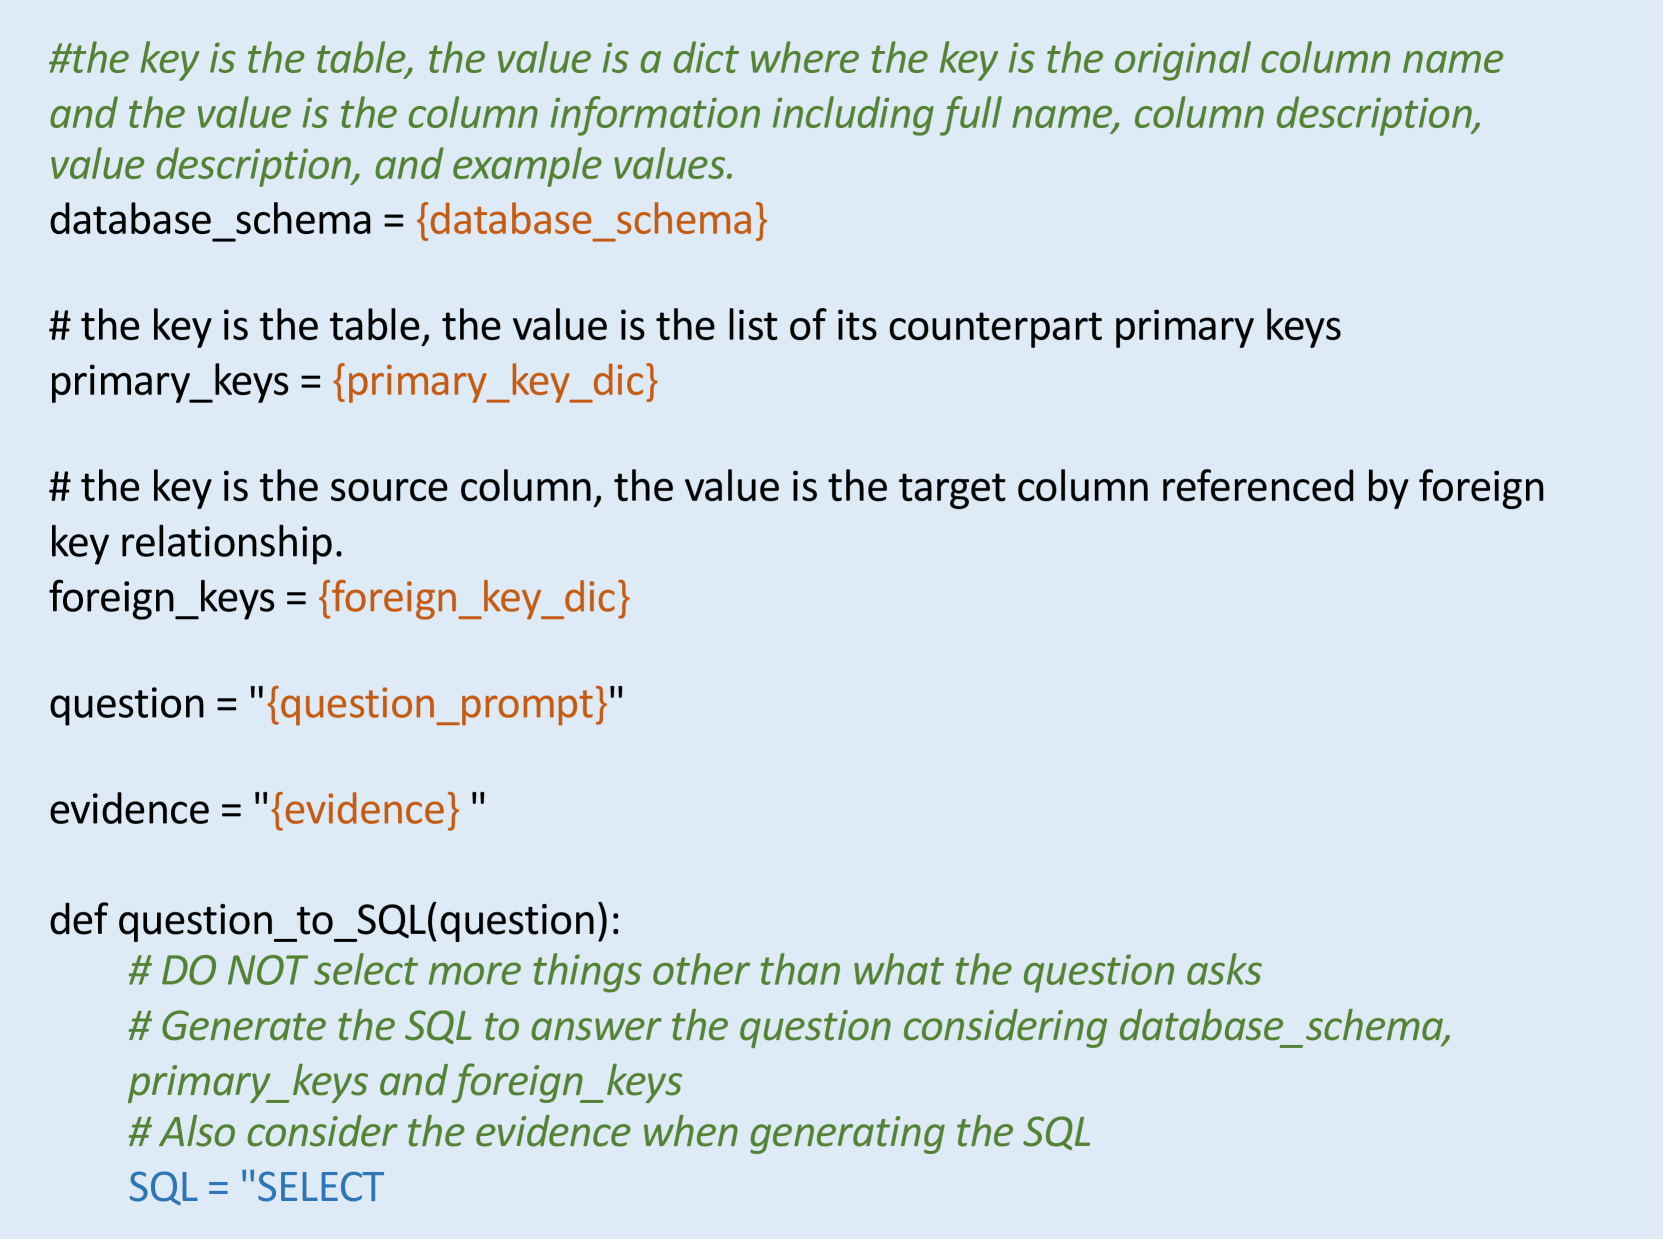 #the key is the table, the value is a dict where the key is the original column name
and the value is the column information including full name, column description,
value description, and example values.
database_schema = {database_schema}
# the key is the table, the value is the list of its counterpart primary keys
primary_keys = {primary_key_dic}
# the key is the source column, the value is the target column referenced by foreign
key relationship.
foreign_keys = {foreign_key_dic}
question = "{question_prompt}"
evidence = "{evidence} "
def question_to_SQL(question):
# DO NOT select more things other than what the question asks
# Generate the SQL to answer the question considering database_schema,
primary_keys and foreign_keys
# Also consider the evidence when generating the SQL
SQL = "SELECT